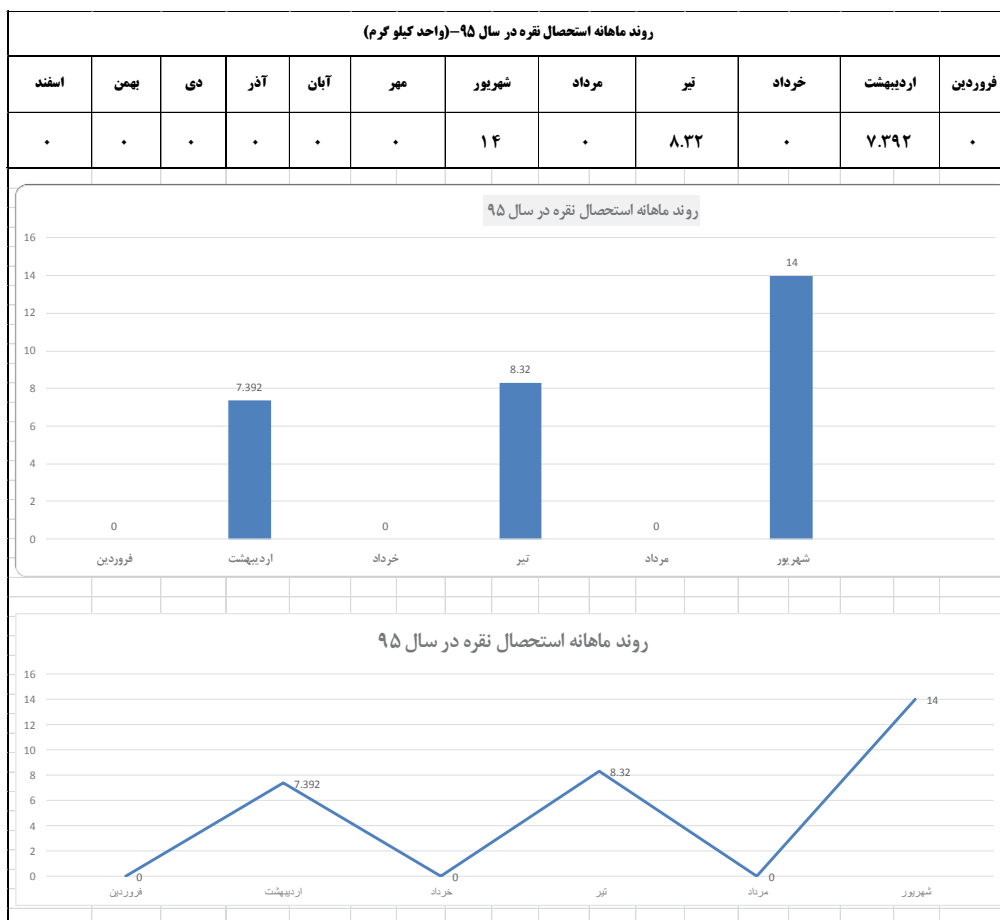 روند ماهانه استحصال نقره در سال ۹۵-(واحد کیلو گرم)
فروردین اردیبهشت خرداد تیر مرداد شهریور مهر آبان آذر دی بهمن اسفند
۰ ۷.۳۹۲ ۰ ۸.۳۲ ۰ ۱۴ ۰ ۰ ۰ ۰ ۰ ۰
روند ماهانه استحصال نقره در سال ۹۵
16
14
12
10
8
6
4
2
0
0 7.392 0 8.32 0 14
فروردین اردیبهشت خرداد تیر مرداد شهریور
روند ماهانه استحصال نقره در سال ۹۵
16
14
12
10
8
6
4
2
0
0 7.392 0 8.32 0 14
فروردین اردیبهشت خرداد تیر مرداد شهریور